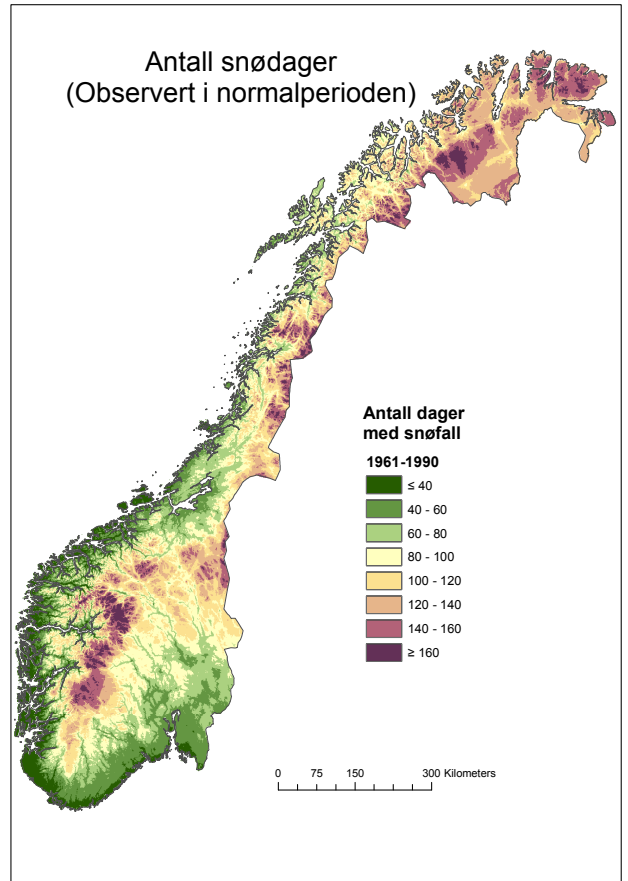 Antall snødager
(Observert i normalperioden)
Antall dager
med snøfall
1961-1990
≤ 40
40 - 60
60 - 80
80 - 100
100 - 120
120 - 140
140 - 160
≥ 160
0 75 150 300 Kilometers